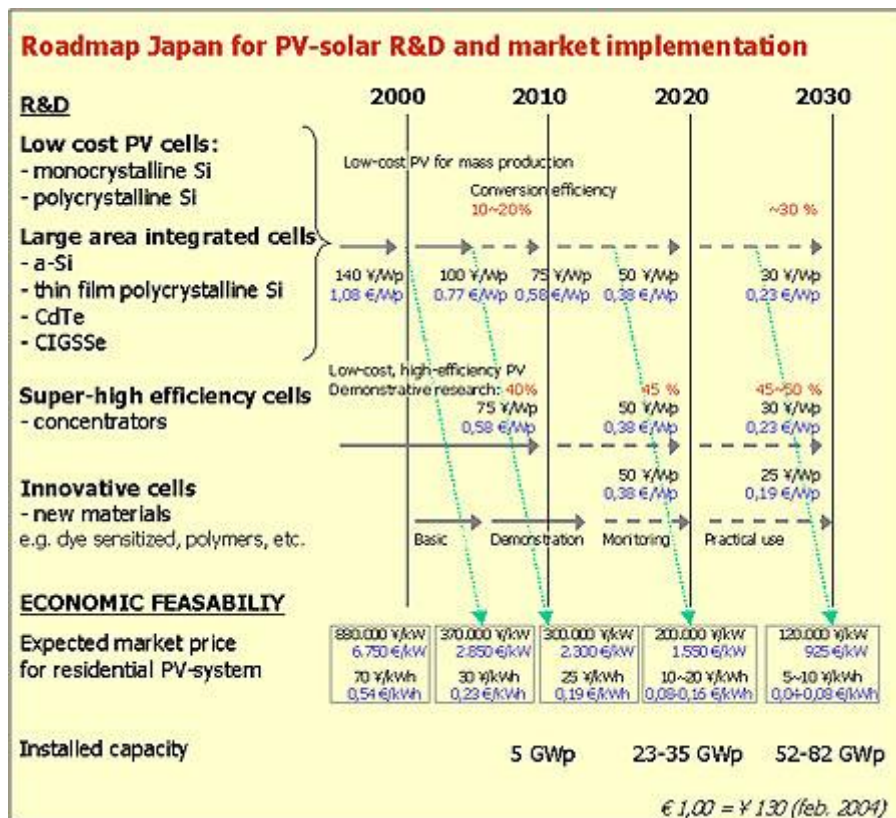 Roadmap Japan for PV-solar R&D and market implementation
R&D
2000 2010 2020 2030
Low cost PV cells:
- monocrystalline Si
- polycrystalline Si
Low-cost PV for mass production
Conversion efficiency
10~20% ~30 %
Large area integrated cells
- a-Si
- thin film polycrystalline Si
- CdTe
- CIGSSe
140 ¥/Wp 100 ¥/Wp 75 ¥/Wp 50 ¥/Wp 30 ¥/Wp
1,08 €/Wp 0.77 €/Wp 0,58 €/Wp 0,38 €/Wp 0,23 €/Wp
Low-cost, high-efficiency PV
Demonstrative research: 40% 45 % 45~50 %
Super-high efficiency cells
- concentrators
75 ¥/Wp 50 ¥/Wp 30 ¥/Wp
0,58 €/Wp 0,38 €/Wp 0,23 €/Wp
50 ¥/Wp 25 ¥/Wp
0,38 €/Wp 0,19 €/Wp
Innovative cells
- new materials
e.g. dye sensitized, polymers, etc.
Basic Demonstration Monitoring Practical use
ECONOMIC FEASABILIY
Expected market price
for residential PV-system
880.000 ¥/kW 370.000 ¥/kW 300.000 ¥/kW 200.000 ¥/kW 120.000 ¥/kW
6.750 €/kW 2.850 €/kW 2.300 €/kW 1.550 €/kW 925 €/kW
70 ¥/kWh 30 ¥/kWh 25 ¥/kWh 10~20 ¥/kWh 5~10 ¥/kWh
0,54 €/kWh 0,23 €/kWh 0,19 €/kWh 0,08-0,16 €/kWh 0,04-0,08 €/kWh
Installed capacity
5 GWp 23-35 GWp 52-82 GWp
€ 1,00 = ¥ 130 (feb. 2004)